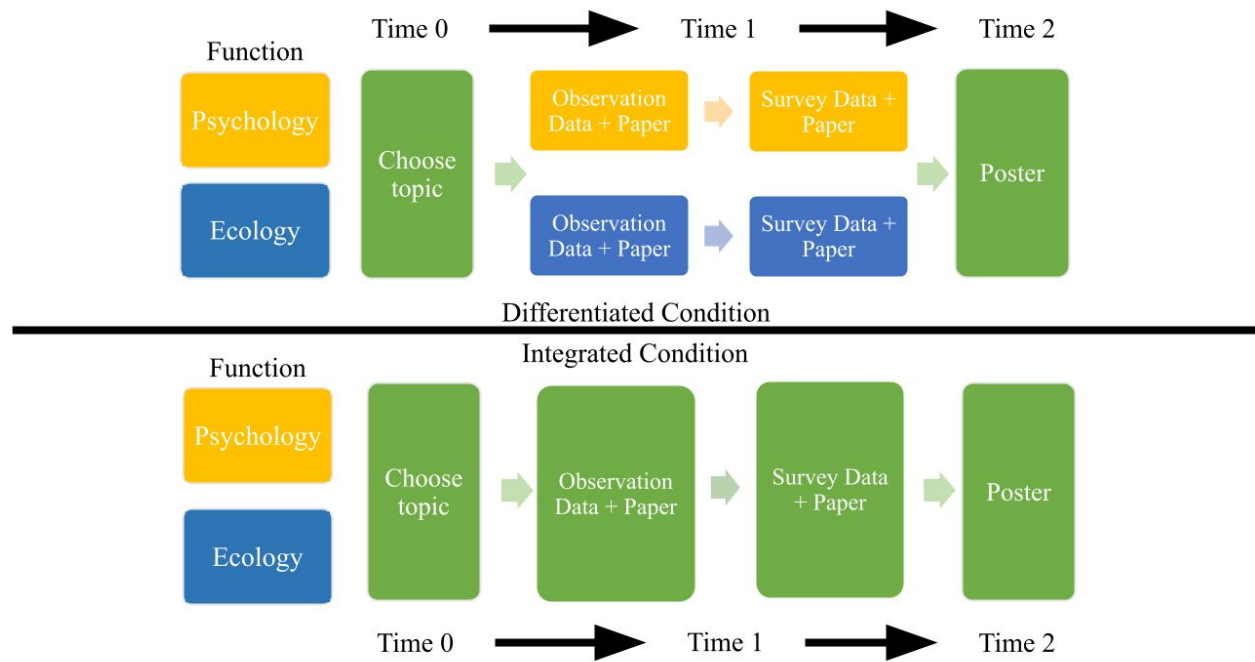 Time 0
Time 1
Time 2
Function
Psychology
Ecology
Choose
topic
Observation
Data + Paper
Survey Data +
Paper
Observation
Data + Paper
Survey Data +
Paper
Poster
Differentiated Condition
Integrated Condition
Function
Psychology
Ecology
Choose
topic
Observation
Data + Paper
Survey Data
+ Paper
Poster
Time 0
Time 1
Time 2